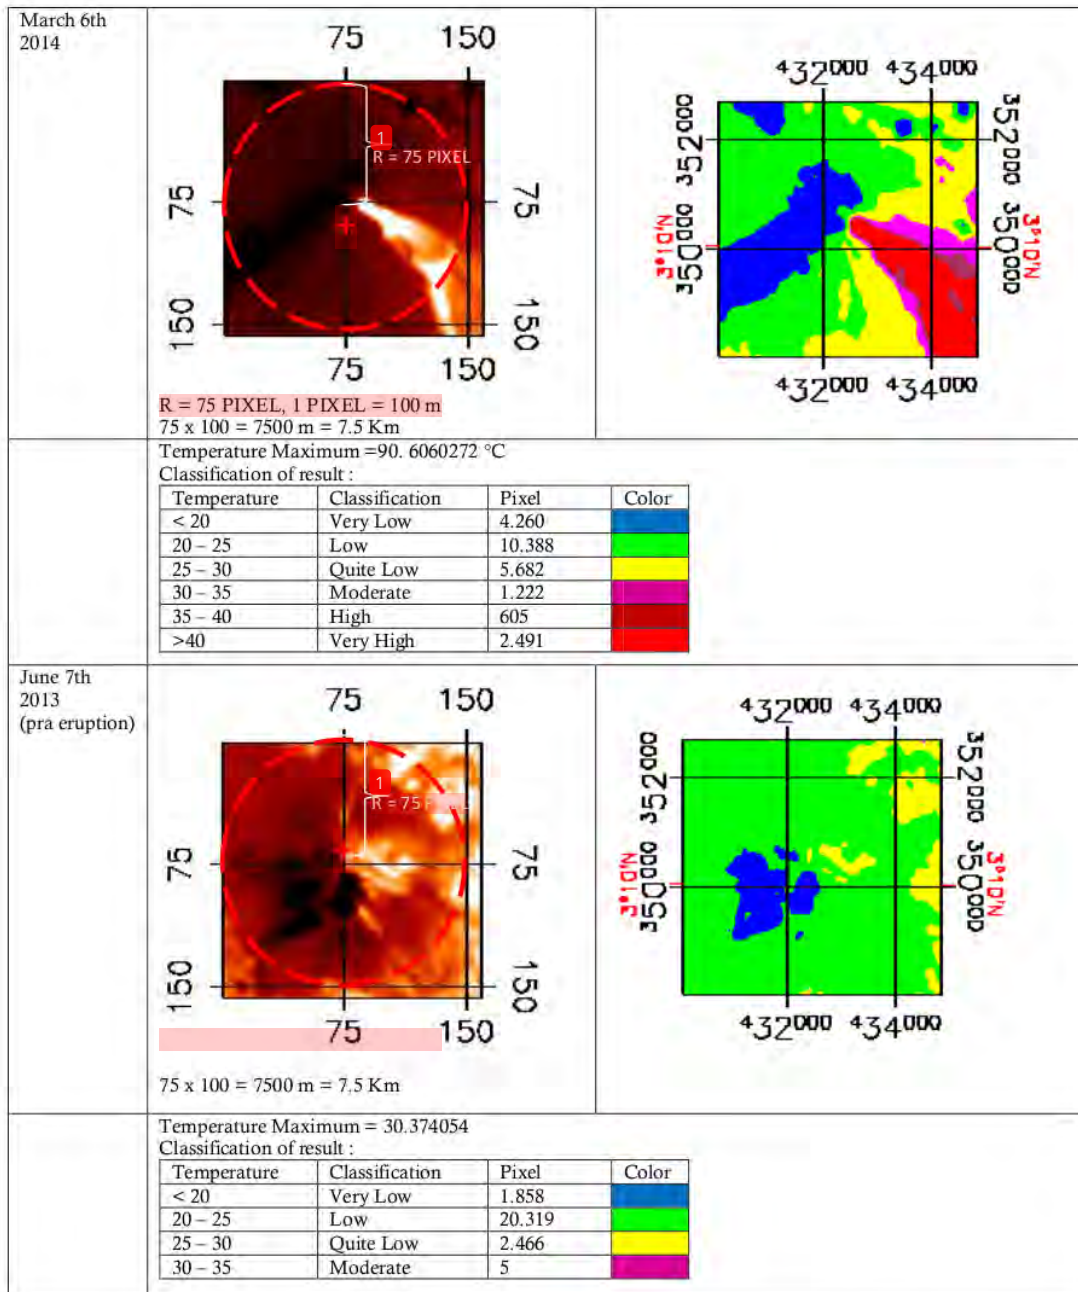 March 6th
2014
75 150
75
150
1
R = 75 PIXEL
75
150
75 150
R = 75 PIXEL, 1 PIXEL = 100 m
75 x 100 = 7500 m = 7.5 Km
432000 434000
352000
350000
3°10'N
352000
350000
3°10'N
432000 434000
Temperature Maximum =90. 6060272 °C
Classification of result :
Temperature Classification Pixel Color
< 20 Very Low 4.260
20 – 25 Low 10.388
25 – 30 Quite Low 5.682
30 – 35 Moderate 1.222
35 – 40 High 605
>40 Very High 2.491
June 7th
2013
(pra eruption)
75 150
75
150
1
R = 75 PIXEL
75
150
75 150
75 x 100 = 7500 m = 7.5 Km
432000 434000
352000
350000
3°10'N
352000
350000
3°10'N
432000 434000
Temperature Maximum = 30.374054
Classification of result :
Temperature Classification Pixel Color
< 20 Very Low 1.858
20 – 25 Low 20.319
25 – 30 Quite Low 2.466
30 – 35 Moderate 5